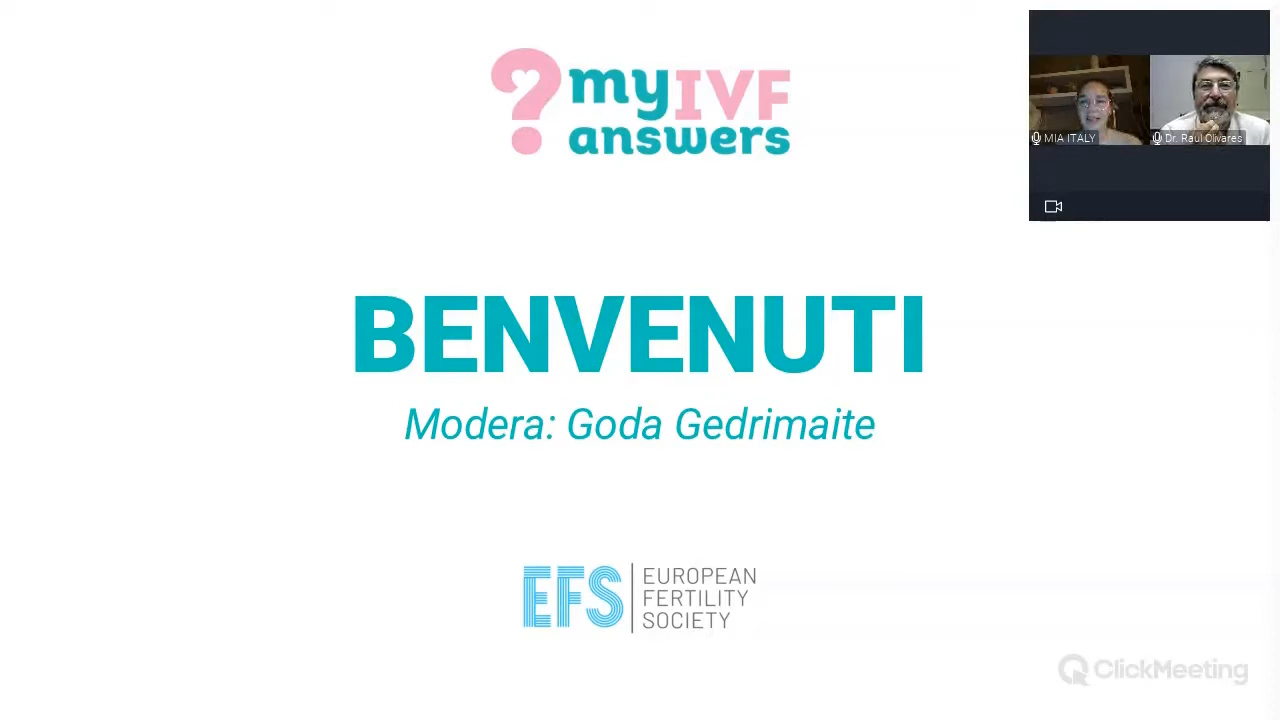 ? my IVF
answers
MIA ITALY
Dr. Raul Olivares
BENVENUTI
Modera: Goda Gedrimaite
EFS
EUROPEAN
FERTILITY
SOCIETY
ClickMeeting